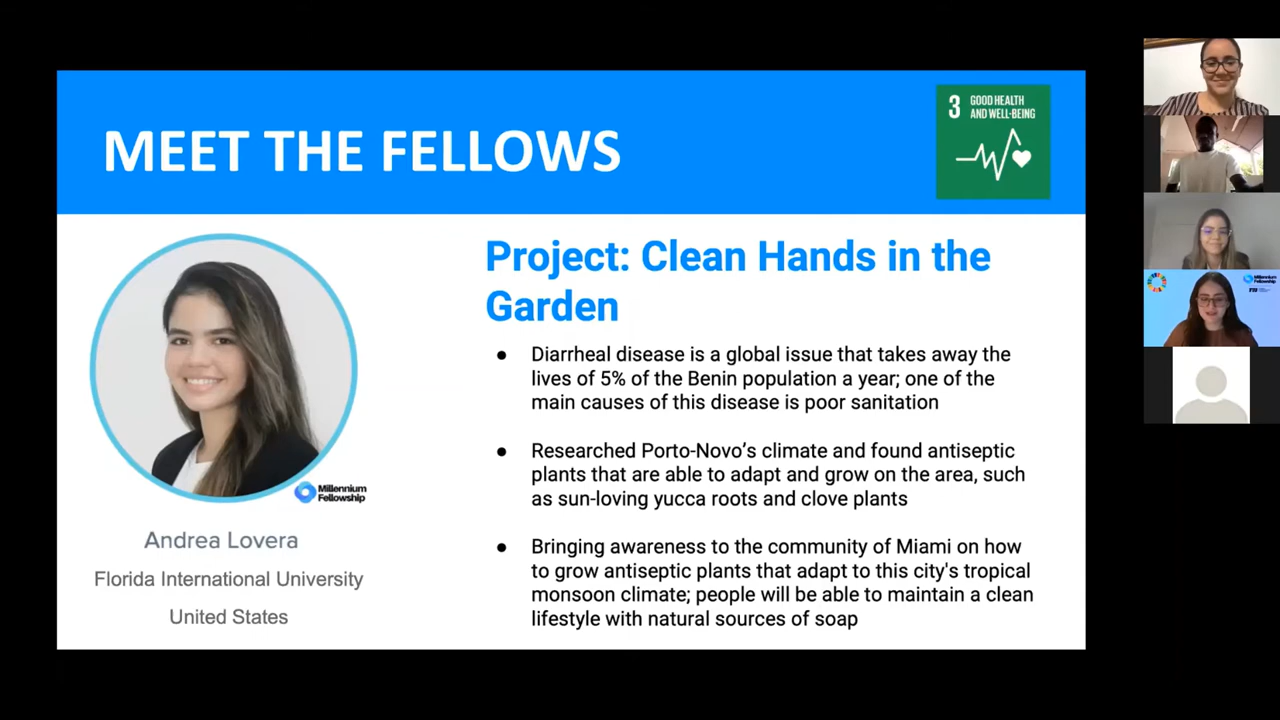 MEET THE FELLOWS
3 GOOD HEALTH
AND WELL-BEING
Project: Clean Hands in the
Garden
● Diarrheal disease is a global issue that takes away the
lives of 5% of the Benin population a year; one of the
main causes of this disease is poor sanitation
● Researched Porto-Novo’s climate and found antiseptic
plants that are able to adapt and grow on the area, such
as sun-loving yucca roots and clove plants
● Bringing awareness to the community of Miami on how
to grow antiseptic plants that adapt to this city's tropical
monsoon climate; people will be able to maintain a clean
lifestyle with natural sources of soap
Millennium
Fellowship
Andrea Lovera
Florida International University
United States
Millennium
Fellowship